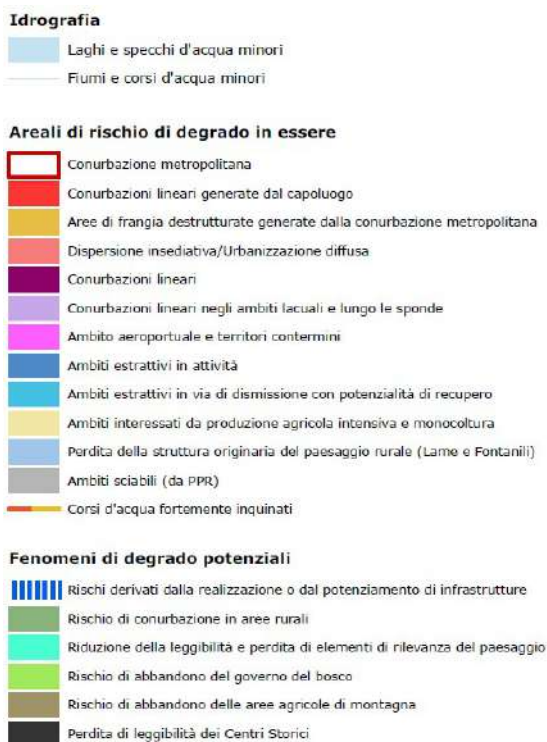 Idrografia
Laghi e specchi d'acqua minori
Fiumi e corsi d'acqua minori
Areali di rischio di degrado in essere
Conurbazione metropolitana
Conurbazioni lineari generate dal capoluogo
Aree di frangia destrutturate generate dalla conurbazione metropolitana
Dispersione insediativa/Urbanizzazione diffusa
Conurbazioni lineari
Conurbazioni lineari negli ambiti lacuali e lungo le sponde
Ambito aeroportuale e territori contermini
Ambiti estrattivi in attività
Ambiti estrattivi in via di dismissione con potenzialità di recupero
Ambiti interessati da produzione agricola intensiva e monocoltura
Perdita della struttura originaria del paesaggio rurale (Lame e Fontanili)
Ambiti sciabili (da PPR)
Corsi d'acqua fortemente inquinati
Fenomeni di degrado potenziali
Rischi derivati dalla realizzazione o dal potenziamento di infrastrutture
Rischio di conurbazione in aree rurali
Riduzione della leggibilità e perdita di elementi di rilevanza del paesaggio
Rischio di abbandono del governo del bosco
Rischio di abbandono delle aree agricole di montagna
Perdita di leggibilità dei Centri Storici